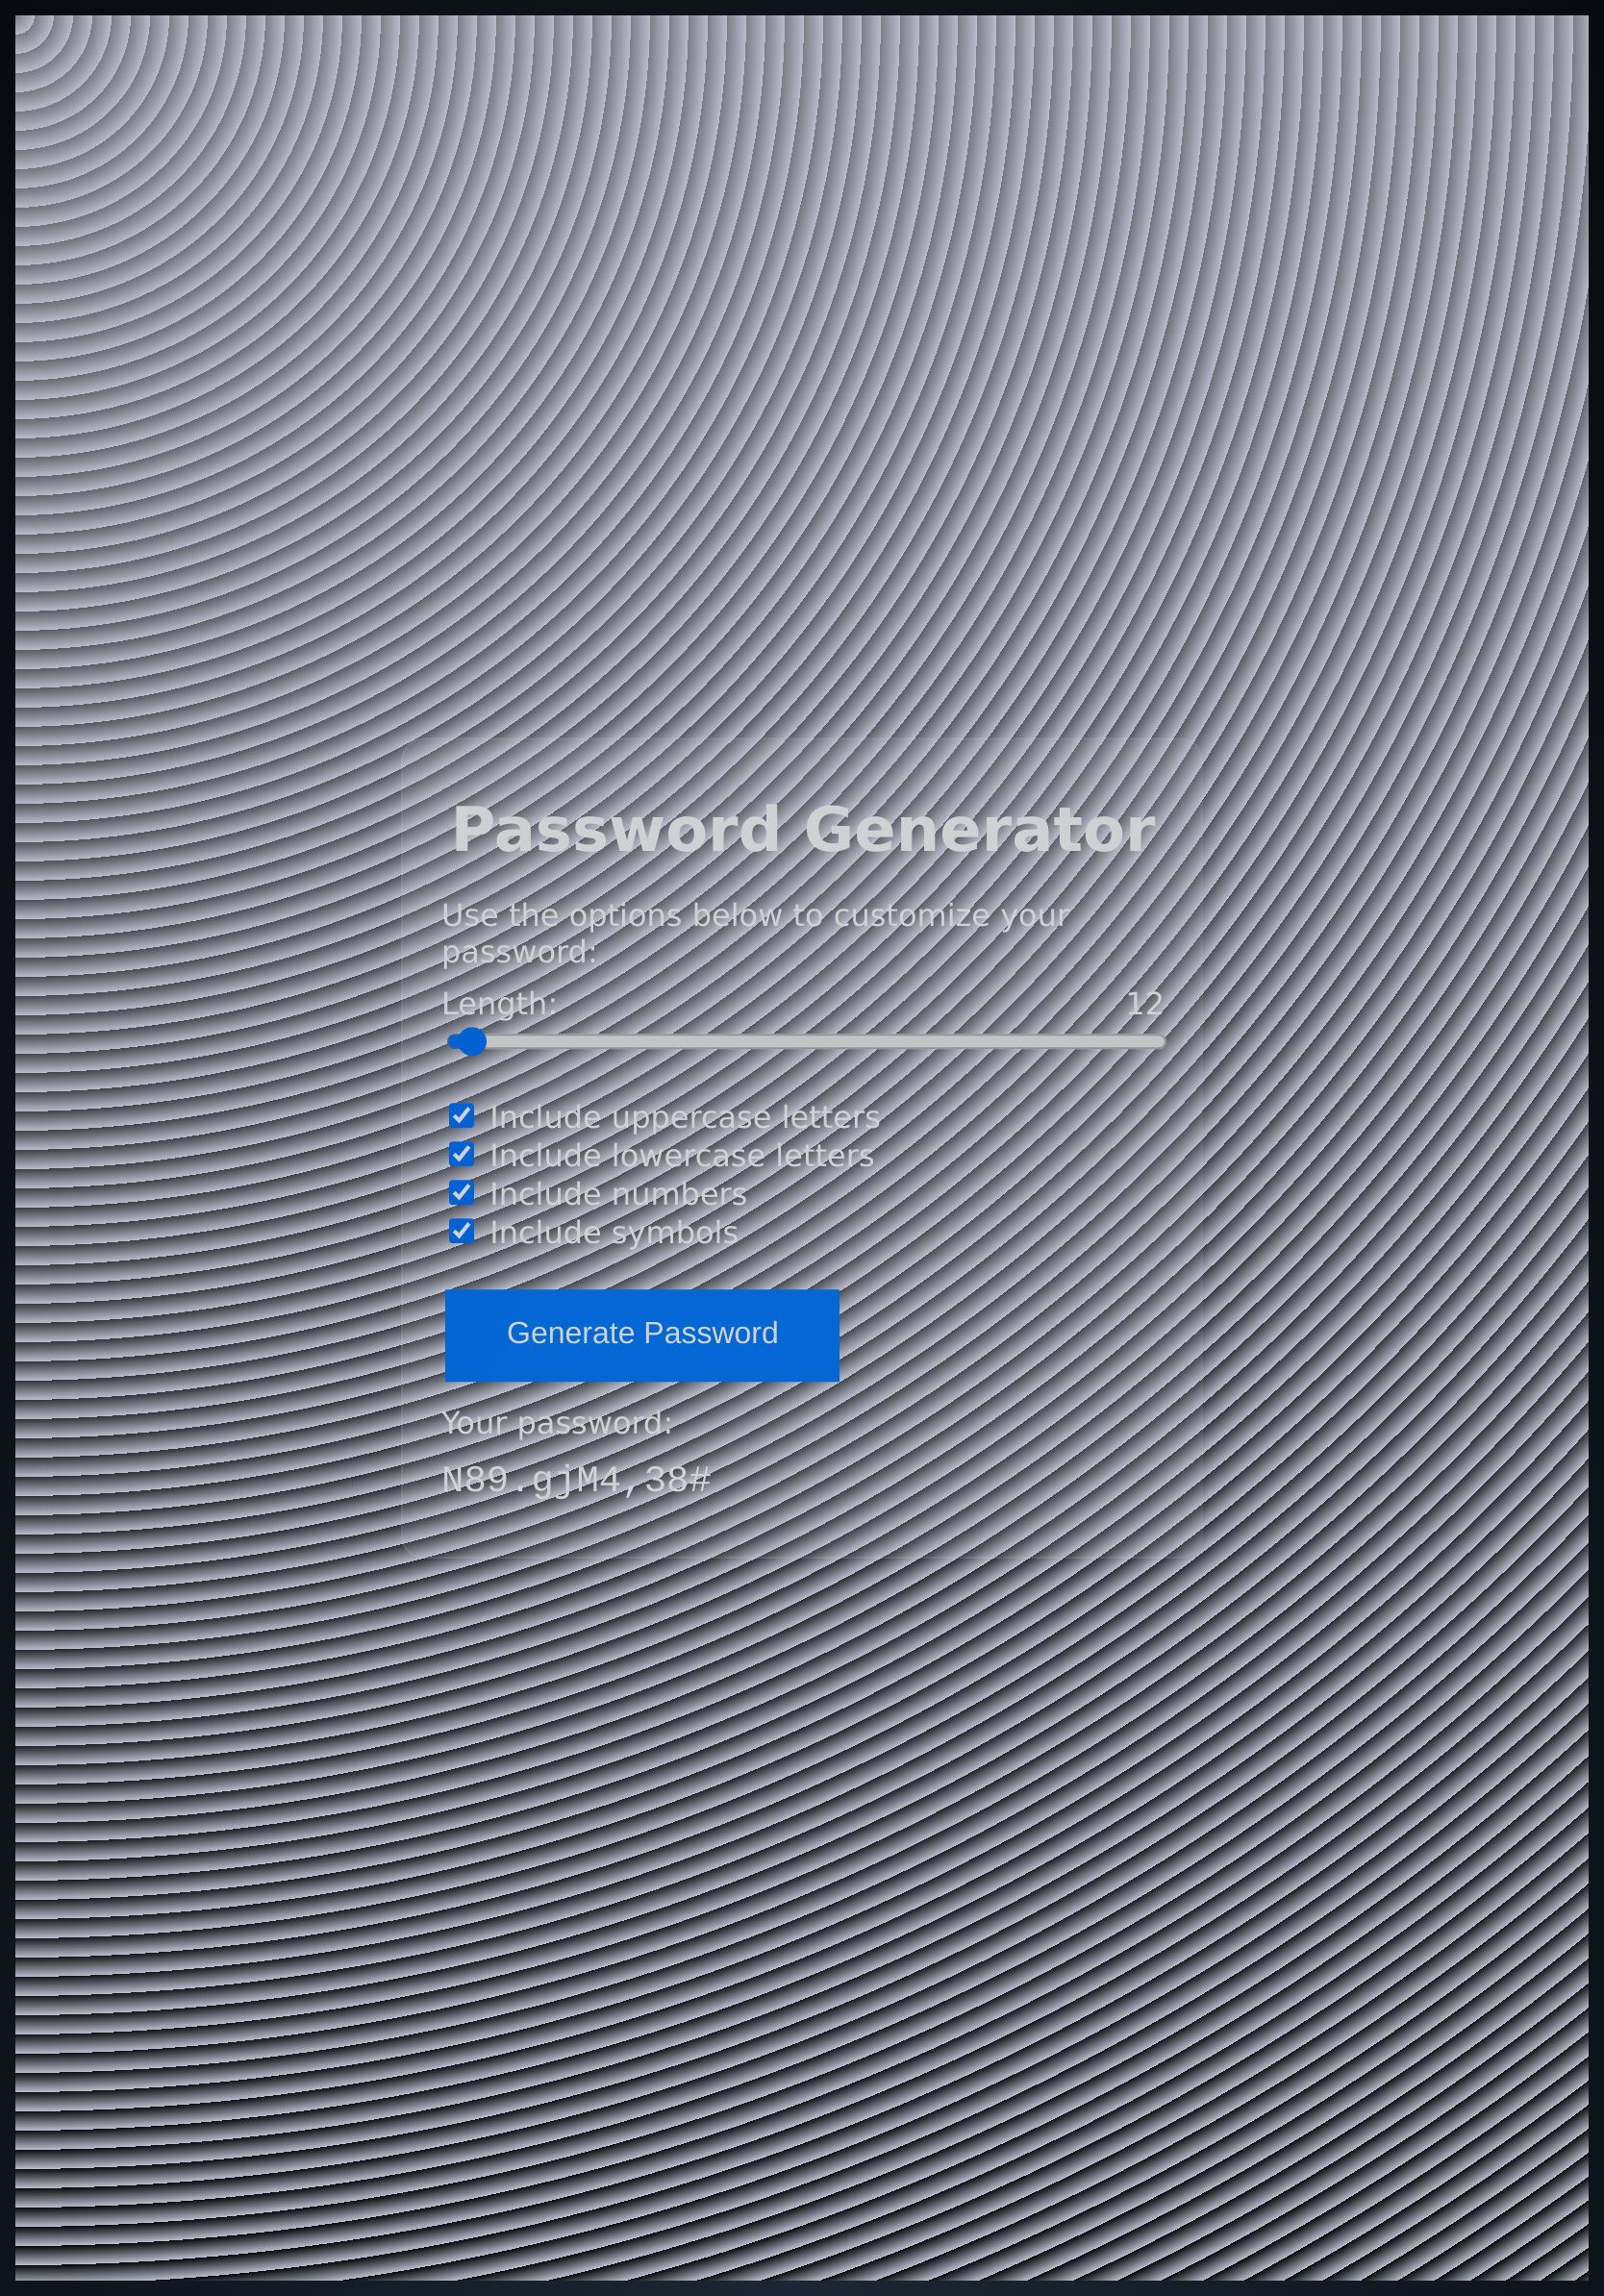 Password Generator
Use the options below to customize your
password:
Length: 12
Include uppercase letters
Include lowercase letters
Include numbers
Include symbols
Generate Password
Your password:
N89.gjM4,38#